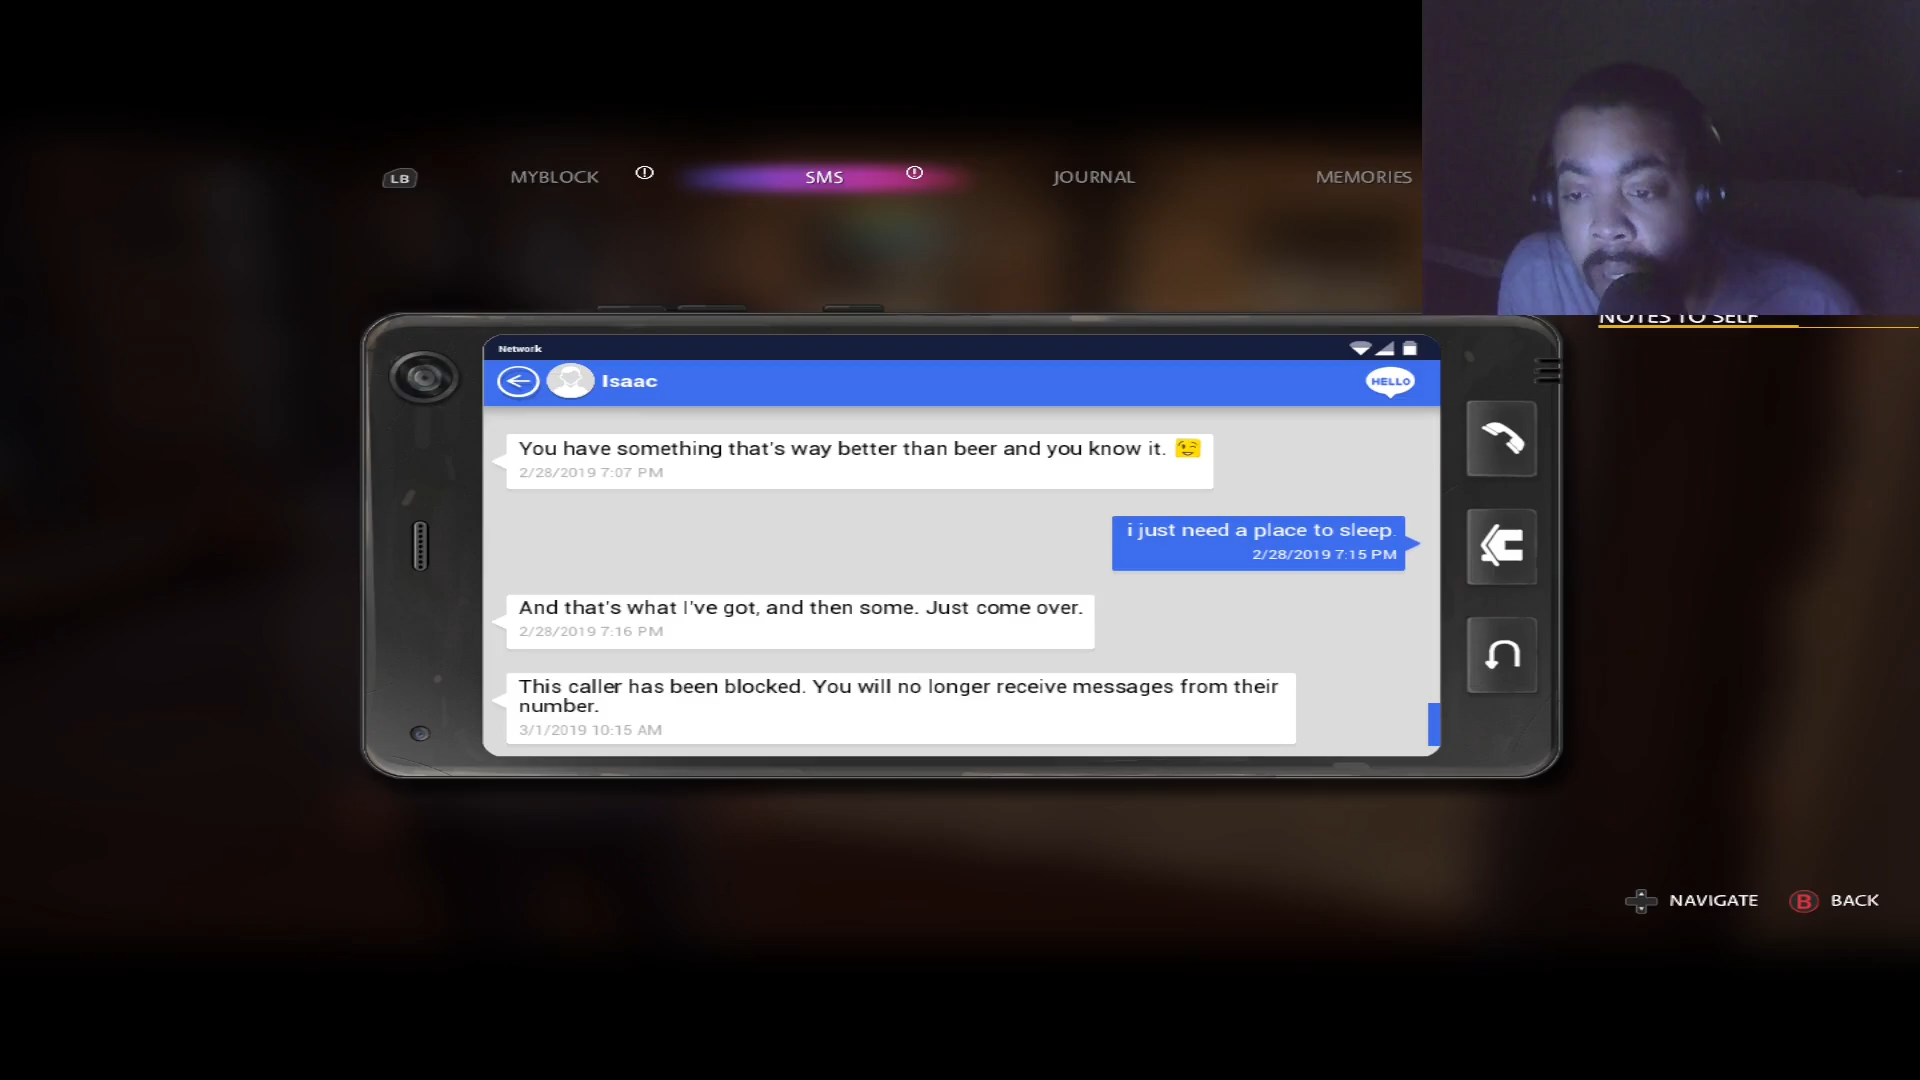 LB
MYBLOCK
SMS
JOURNAL
MEMORIES
NOTES TO SELF
Network
Isaac
HELLO
You have something that's way better than beer and you know it.
2/28/2019 7:07 PM
i just need a place to sleep.
2/28/2019 7:15 PM
And that's what I've got, and then some. Just come over.
2/28/2019 7:16 PM
This caller has been blocked. You will no longer receive messages from their
number.
3/1/2019 10:15 AM
NAVIGATE
B BACK